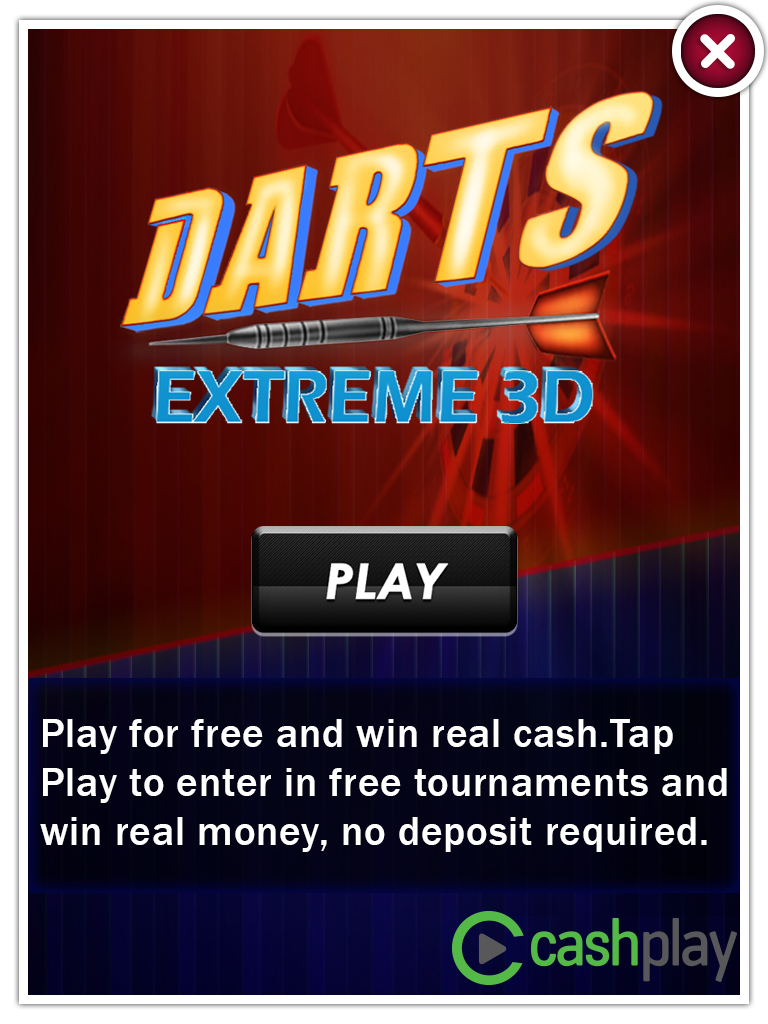 DARTS
EXTREME 3D
PLAY
Play for free and win real cash.Tap
Play to enter in free tournaments and
win real money, no deposit required.
cashplay